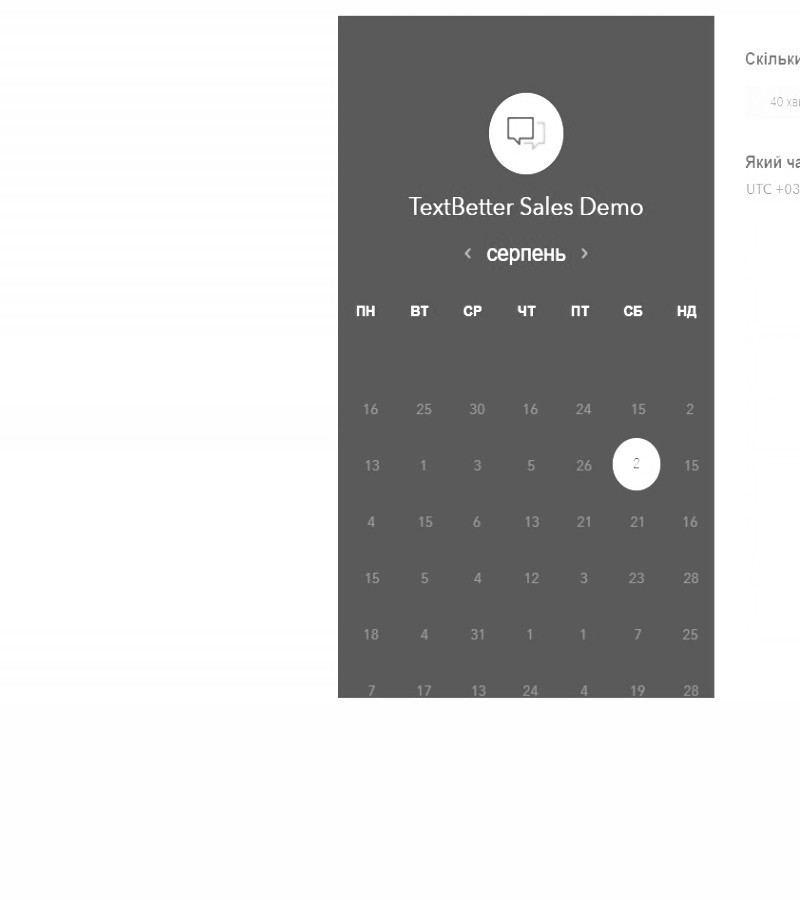 Скільки
40 хв
TextBetter Sales Demo
Який ча
UTC +03
‹ серпень ›
ПН ВТ СР ЧТ ПТ СБ НД
16 25 30 16 24 15 2
13 1 3 5 26 2 15
4 15 6 13 21 21 16
15 5 4 12 3 23 28
18 4 31 1 1 7 25
7 17 13 24 4 19 28